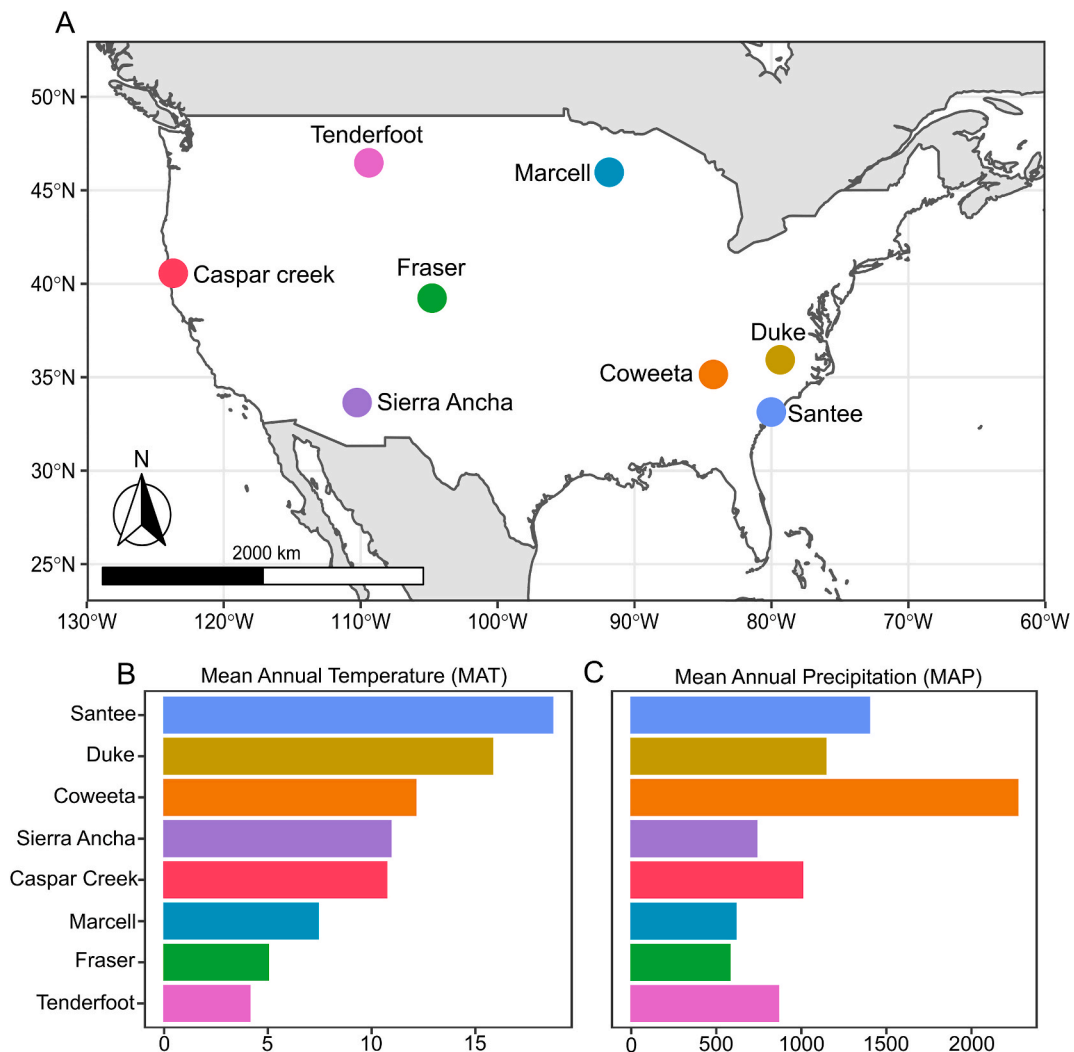 A
50°N
45°N
40°N
35°N
30°N
25°N
Tenderfoot
Marcell
Caspar creek
Fraser
Duke
Coweeta
Sierra Ancha
Santee
N
2000 km
130°W 120°W 110°W 100°W 90°W 80°W 70°W 60°W
B Mean Annual Temperature (MAT)
Santee
Duke
Coweeta
Sierra Ancha
Caspar Creek
Marcell
Fraser
Tenderfoot
0 5 10 15
C Mean Annual Precipitation (MAP)
0 500 1000 1500 2000